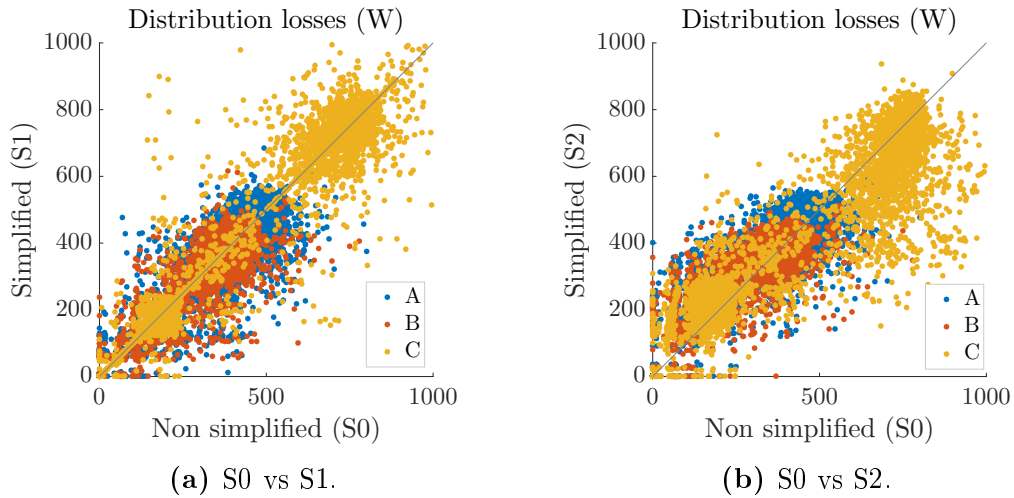 Distribution losses (W)
1000
800
600
400
200
0
0
500
1000
Simplified (S1)
Non simplified (S0)
A
B
C
(a) S0 vs S1.
Distribution losses (W)
1000
800
600
400
200
0
0
500
1000
Simplified (S2)
Non simplified (S0)
A
B
C
(b) S0 vs S2.